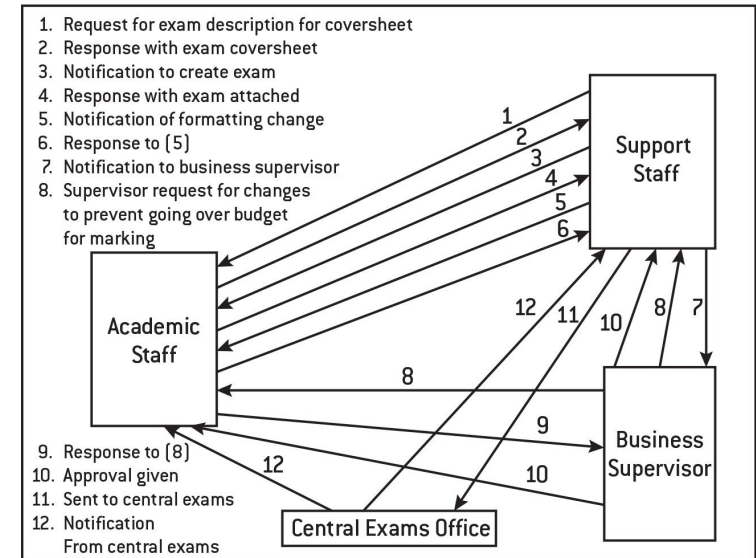 1. Request for exam description for coversheet
2. Response with exam coversheet
3. Notification to create exam
4. Response with exam attached
5. Notification of formatting change
6. Response to (5)
7. Notification to business supervisor
8. Supervisor request for changes
to prevent going over budget
for marking
1
2
3
4
5
6
Support
Staff
Academic
Staff
12
11
10
8
7
8
9
10
12
Business
Supervisor
9. Response to (8)
10. Approval given
11. Sent to central exams
12. Notification
From central exams
Central Exams Office